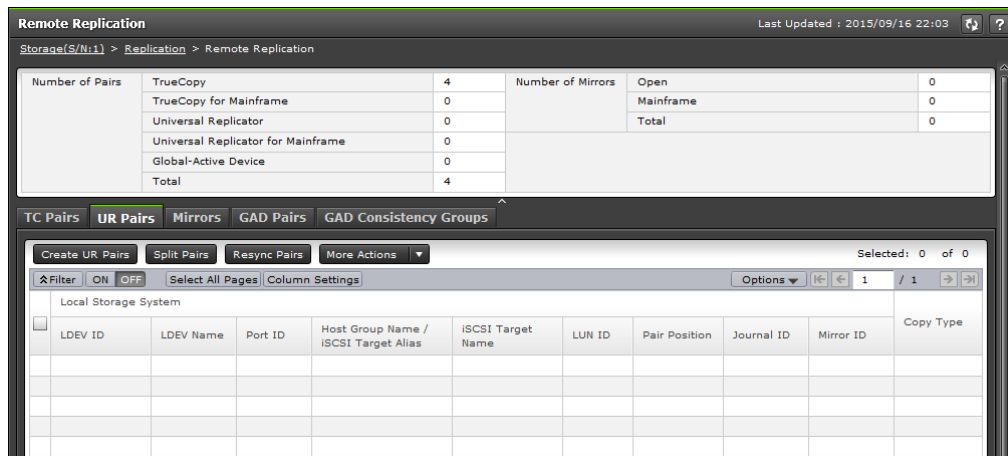 Remote Replication Last Updated : 2015/09/16 22:03 ?
Storage(S/N:1) > Replication > Remote Replication
Number of Pairs TrueCopy 4 Number of Mirrors Open 0
TrueCopy for Mainframe 0 Mainframe 0
Universal Replicator 0 Total 0
Universal Replicator for Mainframe 0
Global-Active Device 0
Total 4
TC Pairs UR Pairs Mirrors GAD Pairs GAD Consistency Groups
Create UR Pairs Split Pairs Resync Pairs More Actions Selected: 0 of 0
Filter ON OFF Select All Pages Column Settings Options 1 / 1
Local Storage System
LDEV ID LDEV Name Port ID Host Group Name / iSCSI Target Name LUN ID Pair Position Journal ID Mirror ID Copy Type
iSCSI Target Alias